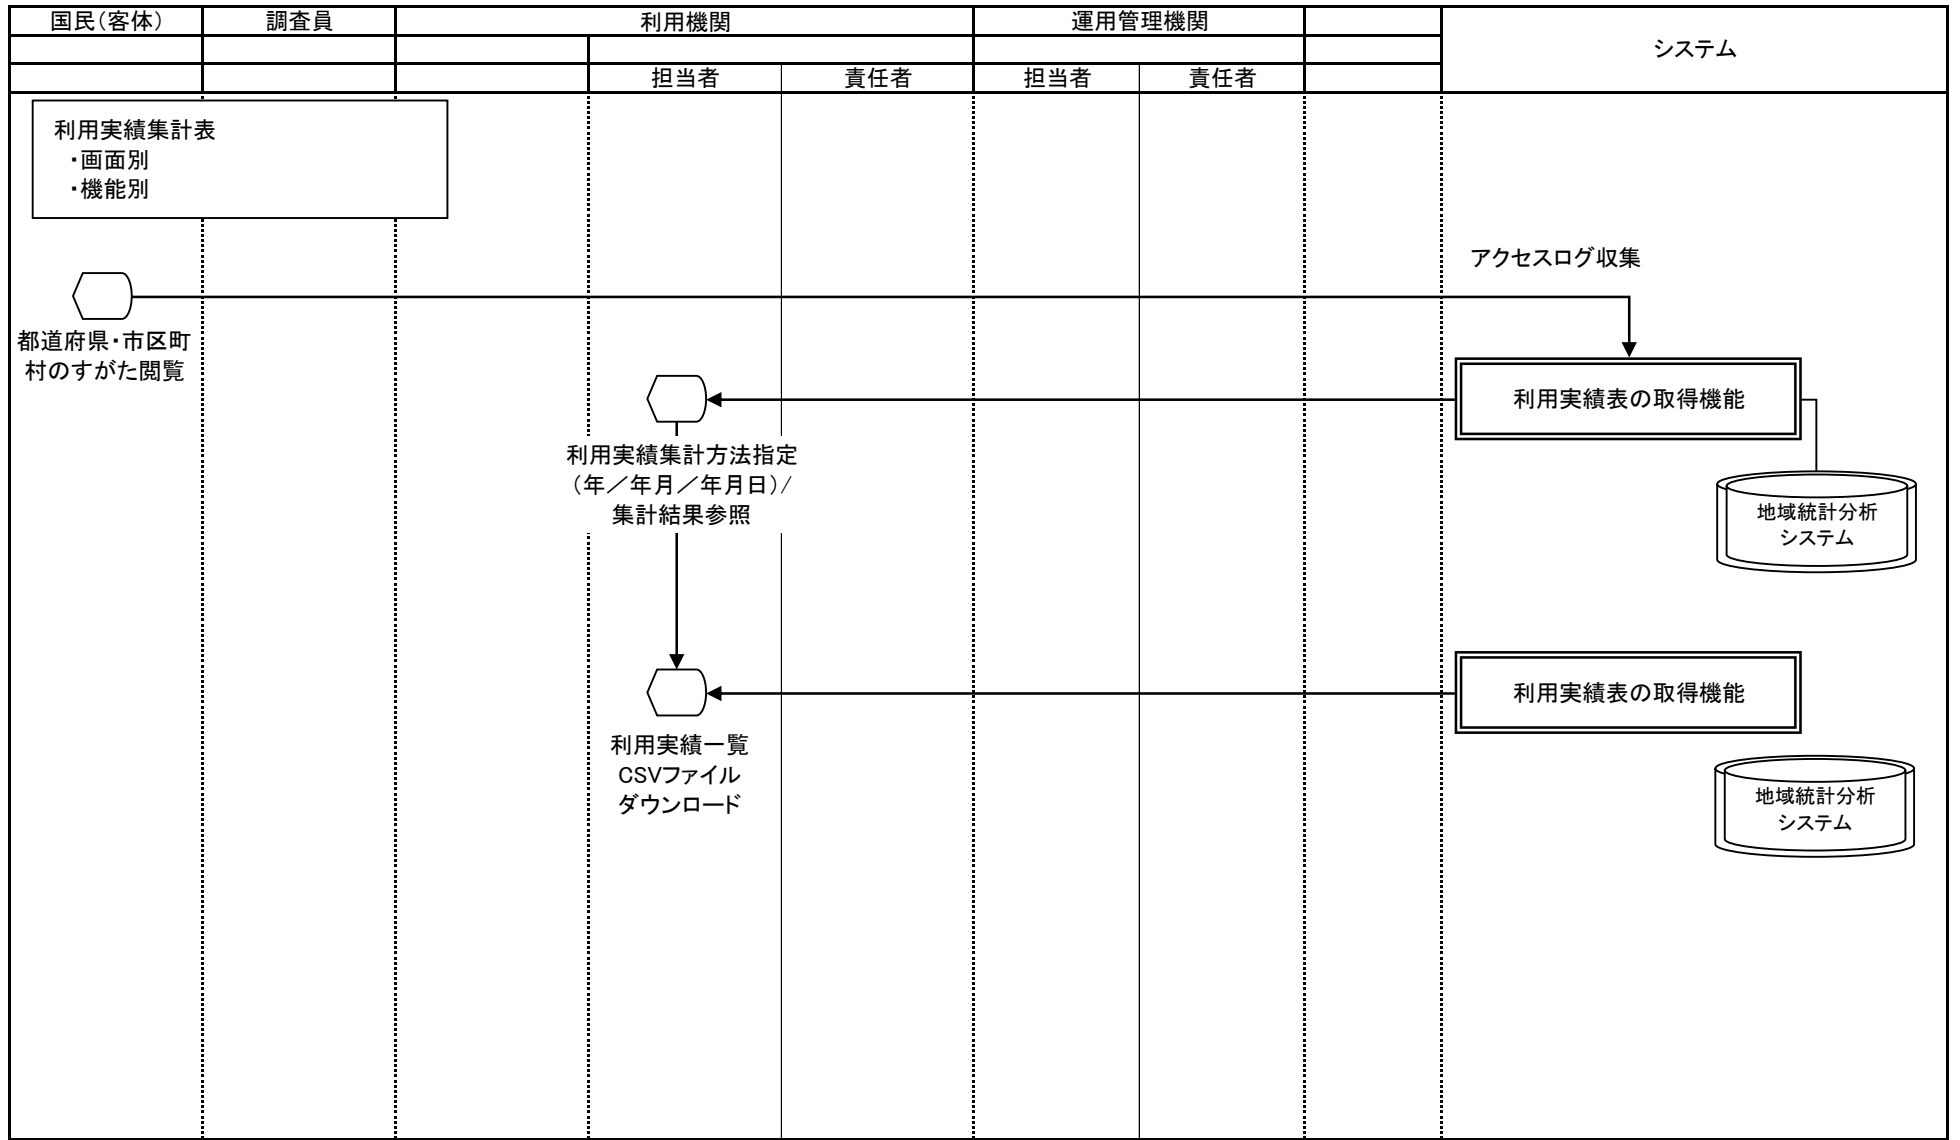 国民(客体)
調査員
利用機関
運用管理機関
システム
担当者
責任者
担当者
責任者
利用実績集計表
・画面別
・機能別
アクセスログ収集
都道府県・市区町
村のすがた閲覧
利用実績表の取得機能
利用実績集計方法指定
(年／年月／年月日)/
集計結果参照
地域統計分析
システム
利用実績表の取得機能
利用実績一覧
CSVファイル
ダウンロード
地域統計分析
システム